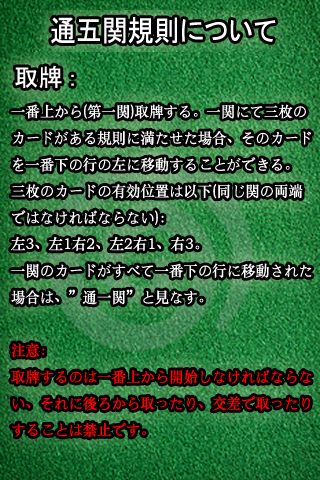 通五関規則について
取牌：
一番上から(第一関)取牌する。一関にて三枚の
カードがある規則に満たせた場合、そのカード
を一番下の行の左に移動することができる。
三枚のカードの有効位置は以下(同じ関の両端
ではなければならない):
左3、左1右2、左2右1、右3。
一関のカードがすべて一番下の行に移動された
場合は、”通一関”と見なす。
注意:
取牌するのは一番上から開始しなければならな
い、それに後ろから取ったり、交差で取ったり
することは禁止です。